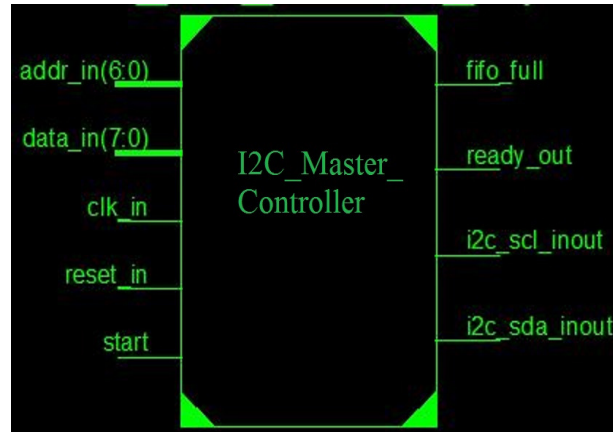 addr_in(6:0)
data_in(7:0)
clk_in
reset_in
start
I2C_Master_
Controller
fifo_full
ready_out
i2c_scl_inout
i2c_sda_inout